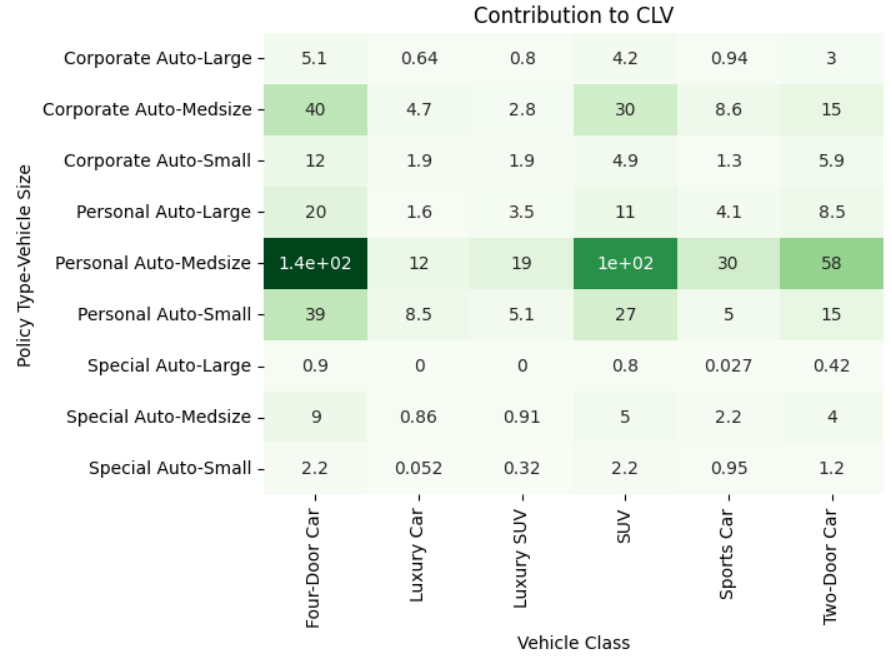 Contribution to CLV
Policy Type-Vehicle Size
Corporate Auto-Large 5.1 0.64 0.8 4.2 0.94 3
Corporate Auto-Medsize 40 4.7 2.8 30 8.6 15
Corporate Auto-Small 12 1.9 1.9 4.9 1.3 5.9
Personal Auto-Large 20 1.6 3.5 11 4.1 8.5
Personal Auto-Medsize 1.4e+02 12 19 1e+02 30 58
Personal Auto-Small 39 8.5 5.1 27 5 15
Special Auto-Large 0.9 0 0 0.8 0.027 0.42
Special Auto-Medsize 9 0.86 0.91 5 2.2 4
Special Auto-Small 2.2 0.052 0.32 2.2 0.95 1.2
Four-Door Car
Luxury Car
Luxury SUV
SUV
Sports Car
Two-Door Car
Vehicle Class